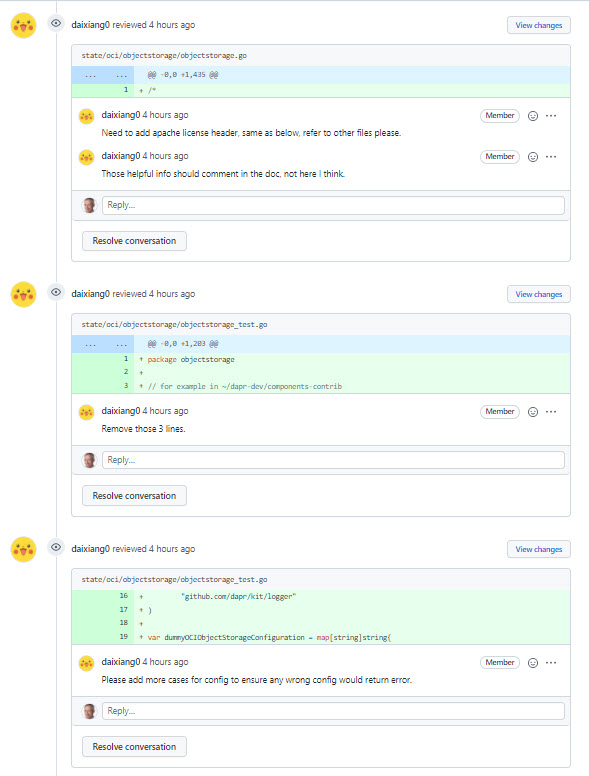 daixiang0 reviewed 4 hours ago
View changes
state/oci/objectstorage/objectstorage.go
... ... @@ -0,0 +1,435 @@
1 + /*
daixiang0 4 hours ago
Member
Need to add apache license header, same as below, refer to other files please.
daixiang0 4 hours ago
Member
Those helpful info should comment in the doc, not here I think.
Reply...
Resolve conversation
daixiang0 reviewed 4 hours ago
View changes
state/oci/objectstorage/objectstorage_test.go
... ... @@ -0,0 +1,203 @@
1 + package objectstorage
2 +
3 + // for example in ~/dapr-dev/components-contrib
daixiang0 4 hours ago
Member
Remove those 3 lines.
Reply...
Resolve conversation
daixiang0 reviewed 4 hours ago
View changes
state/oci/objectstorage/objectstorage_test.go
16 + "github.com/dapr/kit/logger"
17 + )
18 +
19 + var dummyOCIObjectStorageConfiguration = map[string]string{
daixiang0 4 hours ago
Member
Please add more cases for config to ensure any wrong config would return error.
Reply...
Resolve conversation